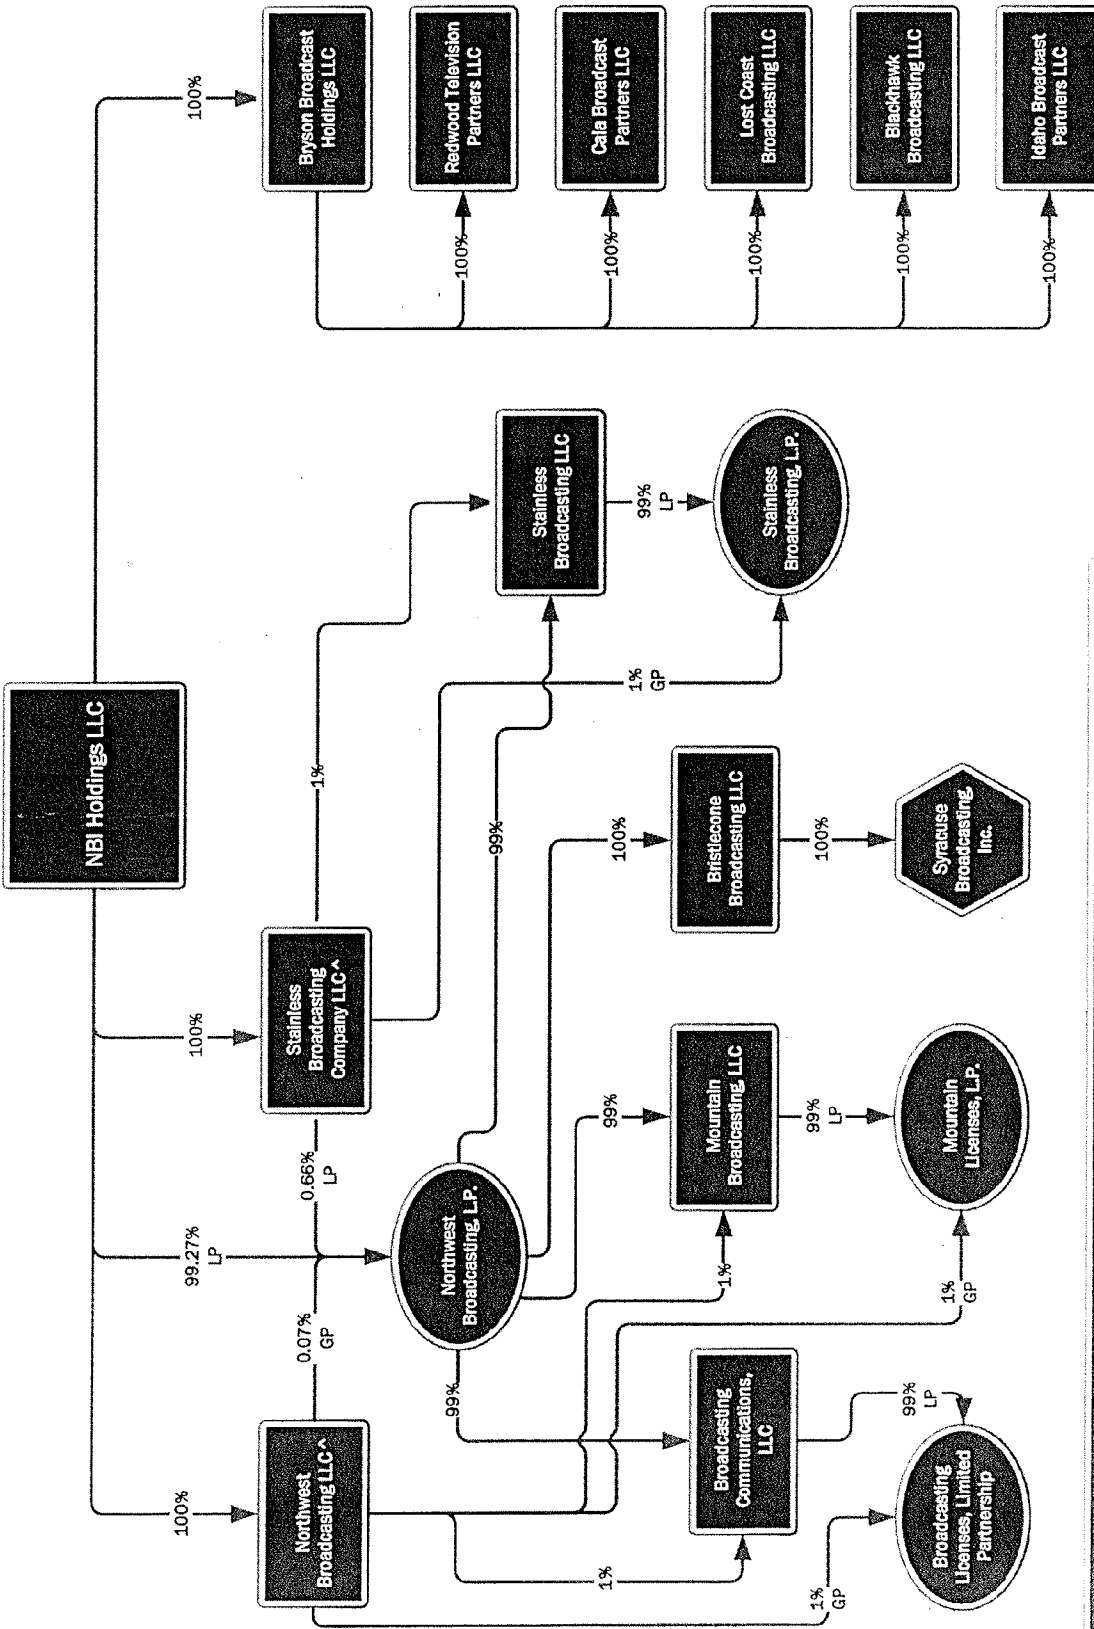 NBI Holdings LLC
100%
99.27%
LP
100%
100%
Northwest
Broadcasting LLC^
0.07%
GP
0.66%
LP
Stainless
Broadcasting
Company LLC^
1%
Bryson Broadcast
Holdings LLC
Northwest
Broadcasting, L.P.
99%
99%
100%
Redwood Television
Partners LLC
Stainless
Broadcasting LLC
1%
99%
100%
1%
GP
99%
LP
100%
Cala Broadcast
Partners LLC
Broadcasting
Communications,
LLC
1%
Mountain
Broadcasting, LLC
Bristlecone
Broadcasting LLC
Stainless
Broadcasting, L.P.
100%
Lost Coast
Broadcasting LLC
1%
GP
99%
LP
1%
GP
99%
LP
100%
100%
Blackhawk
Broadcasting LLC
Broadcasting
Licenses, Limited
Partnership
Mountain
Licenses, L.P.
Syracuse
Broadcasting,
Inc.
100%
Idaho Broadcast
Partners LLC